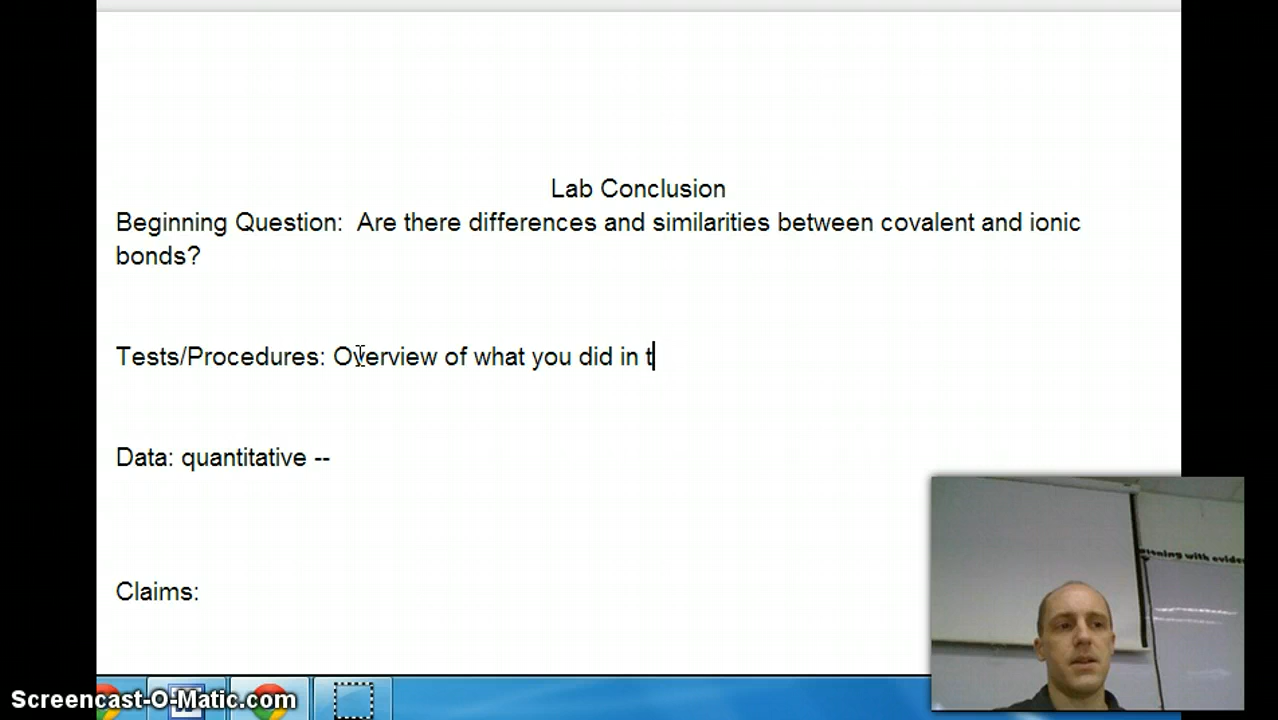 Lab Conclusion
Beginning Question:  Are there differences and similarities between covalent and ionic
bonds?
Tests/Procedures: Overview of what you did in t
Data: quantitative --
Claims:
with
Screencast-O-Matic.com